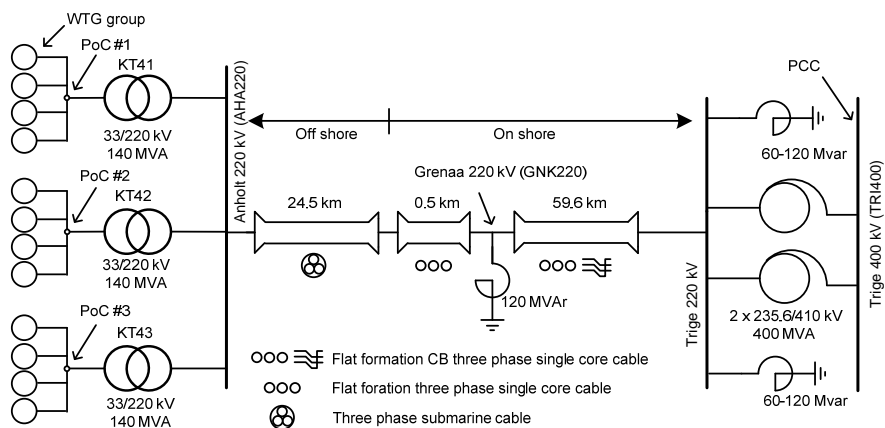 WTG group
PoC #1
KT41
33/220 kV
140 MVA
PoC #2
KT42
33/220 kV
140 MVA
PoC #3
KT43
33/220 kV
140 MVA
Anholt 220 kV (AHA220)
Off shore
On shore
Grenaa 220 kV (GNK220)
24.5 km
0.5 km
59.6 km
120 MVAr
Flat formation CB three phase single core cable
Flat foration three phase single core cable
Three phase submarine cable
Trige 220 kV
PCC
60-120 Mvar
2 x 235.6/410 kV
400 MVA
60-120 Mvar
Trige 400 kV (TRI400)